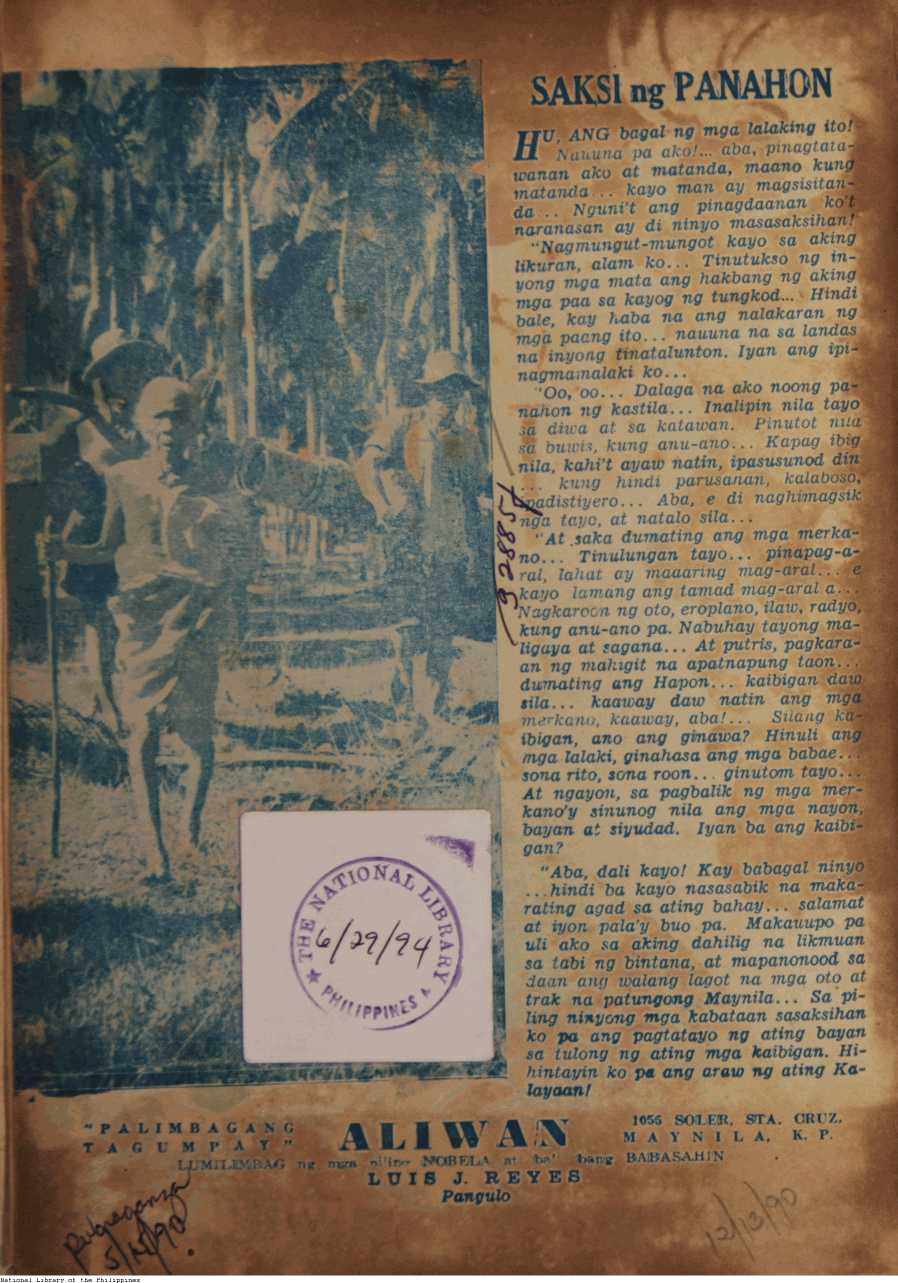 SAKSI ng PANAHON
HU, ANG bagal ng mga lalaking ito!
Nauuna pa ako!... aba, pinagtata-
wanan ako at matanda, maano kung
matanda... kayo man ay magsisitan-
da... Nguni't ang pinagdaanan ko't
naranasan ay di ninyo masasaksihan!
"Nagmungut-mungot kayo sa aking
likuran, alam ko... Tinutukso ng in-
yong mga mata ang hakbang ng aking
mga paa sa kayog ng tungkod... Hindi
bale, kay haba na ang nalakaran ng
mga paang ito... nauuna na sa landas
na inyong tinatalunton. Iyan ang ipi-
nagmamalaki ko...
"Oo, oo... Dalaga na ako noong pa-
nahon ng kastila... Inalipin nila tayo
sa diwa at sa katawan. Pinutot nila
sa buwis, kung anu-ano... Kapag ibig
nila, kahi't ayaw natin, ipasusunod din
... kung hindi parusahan, kalaboso,
ipadistiyero... Aba, e di naghimagsik
nga tayo, at natalo sila...
"At saka dumating ang mga merka-
no... Tinulungan tayo... pinapag-a-
ral, lahat ay maaaring mag-aral... e
kayo lamang ang tamad mag-aral a...
Nagkaroon ng oto, eroplano, ilaw, radyo,
kung anu-ano pa. Nabuhay tayong ma-
ligaya at sagana... At putris, pagkara-
an ng mahigit na apatnapung taon...
dumating ang Hapon... kaibigan daw
sila... kaaway daw natin ang mga
merkano, kaaway, aba!... Silang ka-
ibigan, ano ang ginawa? Hinuli ang
mga lalaki, ginahasa ang mga babae...
sona rito, sona roon... ginutom tayo...
At ngayon, sa pagbalik ng mga mer-
kano'y sinunog nila ang mga nayon,
bayan at siyudad. Iyan ba ang kaibi-
gan?
"Aba, dali kayo! Kay babagal ninyo
...hindi ba kayo nasasabik na maka-
rating agad sa ating bahay... salamat
at iyon pala'y buo pa. Makauupo pa
uli ako sa aking dahilig na likmuan
sa tabi ng bintana, at mapanonood sa
daan ang walang lagot na mga oto at
trak na patungong Maynila... Sa pi-
ling ninyong mga kabataan sasaksihan
ko pa ang pagtatayo ng ating bayan
sa tulong ng ating mga kaibigan. Hi-
hintayin ko pa ang araw ng ating Ka-
layaan!
928857
THE NATIONAL LIBRARY
6/29/94
PHILIPPINES
"PALIMBAGANG
TAGUMPAY"
ALIWAN
1055 SOLER, STA. CRUZ,
MAYNILA, K. P.
LUMILIMBAG ng mga piling NOBELA at bang BABASAHIN
LUIS J. REYES
Pangulo
5/15/90
12/13/90
National Library of the Philippines